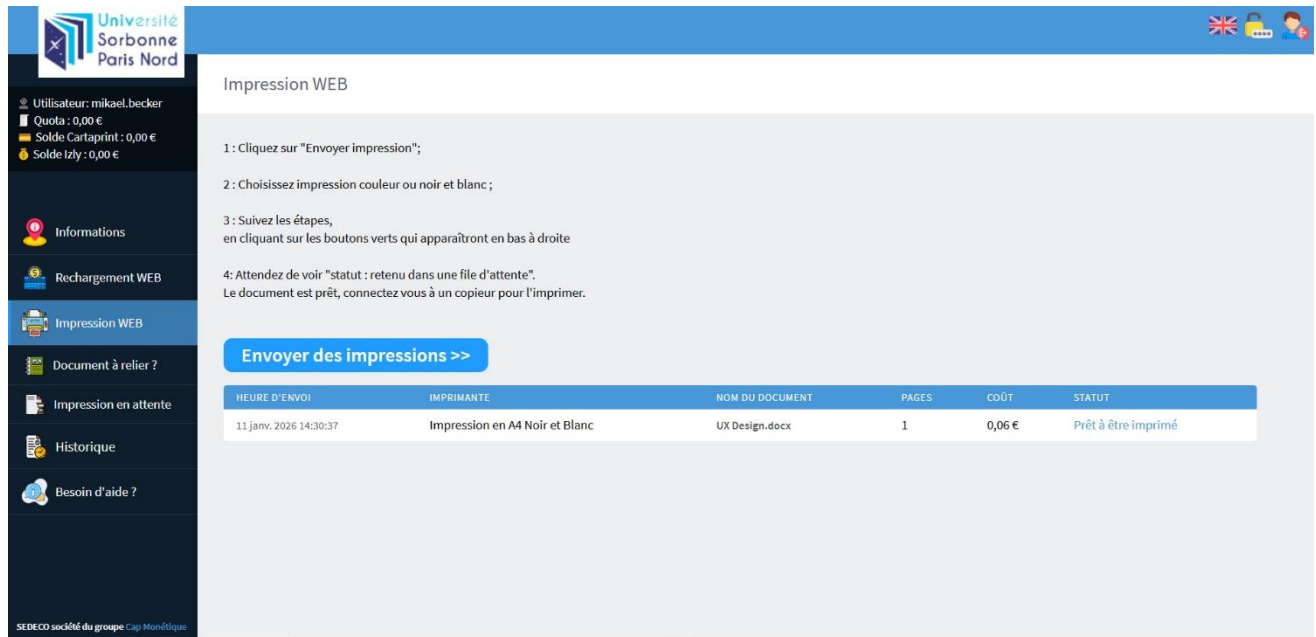 Université
Sorbonne
Paris Nord
Utilisateur: mikael.becker
Quota : 0,00 €
Solde Cartaprint : 0,00 €
Solde Izly : 0,00 €
Informations
Rechargement WEB
Impression WEB
Document à relier ?
Impression en attente
Historique
Besoin d'aide ?
SEDECO société du groupe Cap Monétique
Impression WEB
1 : Cliquez sur "Envoyer impression";
2 : Choisissez impression couleur ou noir et blanc ;
3 : Suivez les étapes,
en cliquant sur les boutons verts qui apparaîtront en bas à droite
4: Attendez de voir "statut : retenu dans une file d'attente".
Le document est prêt, connectez vous à un copieur pour l'imprimer.
Envoyer des impressions >>
HEURE D'ENVOI IMPRIMANTE NOM DU DOCUMENT PAGES COÛT STATUT
11 janv. 2026 14:30:37 Impression en A4 Noir et Blanc UX Design.docx 1 0,06 € Prêt à être imprimé